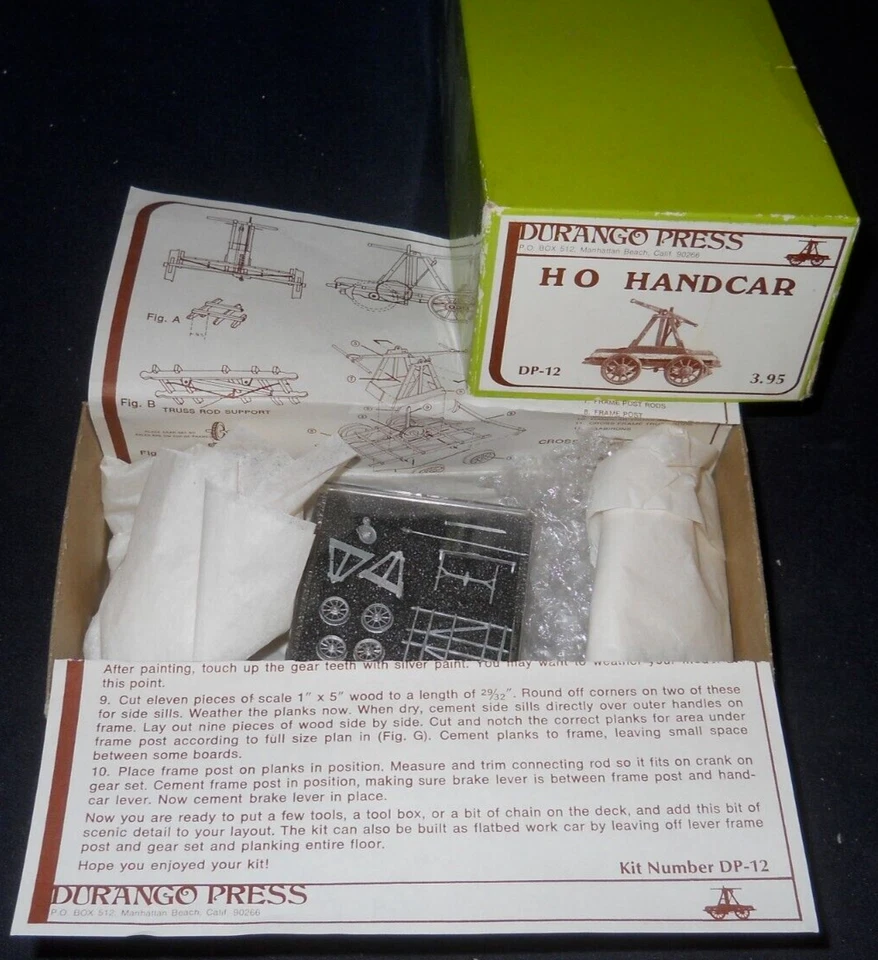 DURANGO PRESS
P.O. BOX 512, Manhattan Beach, Calif. 90266
HO HANDCAR
DP-12
3.95
Fig. A
Fig. B
TRUSS ROD SUPPORT
Fig
7. FRAME POST RODS
8. FRAME POST
CROSS
After painting, touch up the gear teeth with silver paint. You may want to weather your
this point.
9. Cut eleven pieces of scale 1" x 5" wood to a length of 29/32". Round off corners on two of these
for side sills. Weather the planks now. When dry, cement side sills directly over outer handles on
frame. Lay out nine pieces of wood side by side. Cut and notch the correct planks for area under
frame post according to full size plan in (Fig. G). Cement planks to frame, leaving small space
between some boards.
10. Place frame post on planks in position. Measure and trim connecting rod so it fits on crank on
gear set. Cement frame post in position, making sure brake lever is between frame post and hand-
car lever. Now cement brake lever in place.
Now you are ready to put a few tools, a tool box, or a bit of chain on the deck, and add this bit of
scenic detail to your layout. The kit can also be built as flatbed work car by leaving off lever frame
post and gear set and planking entire floor.
Hope you enjoyed your kit!
Kit Number DP-12
DURANGO PRESS
P.O. BOX 512, Manhattan Beach, Calif. 90266